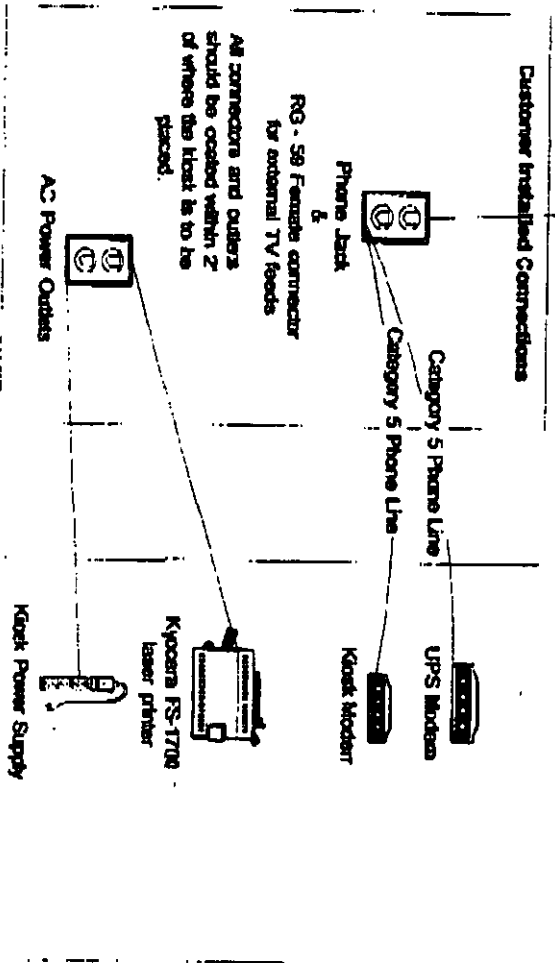 Customer Installed Connections
Category 5 Phone Line
UPS Modem
Category 5 Phone Line
Kiosk Modem
Phone Jack
&
RG - 59 Female connector
for external TV feeds
All connectors and outlets
should be ocated within 2'
of where the kiosk is to be
placed.
Kyocera FS-1700
laser printer
AC Power Outlets
Kiosk Power Supply